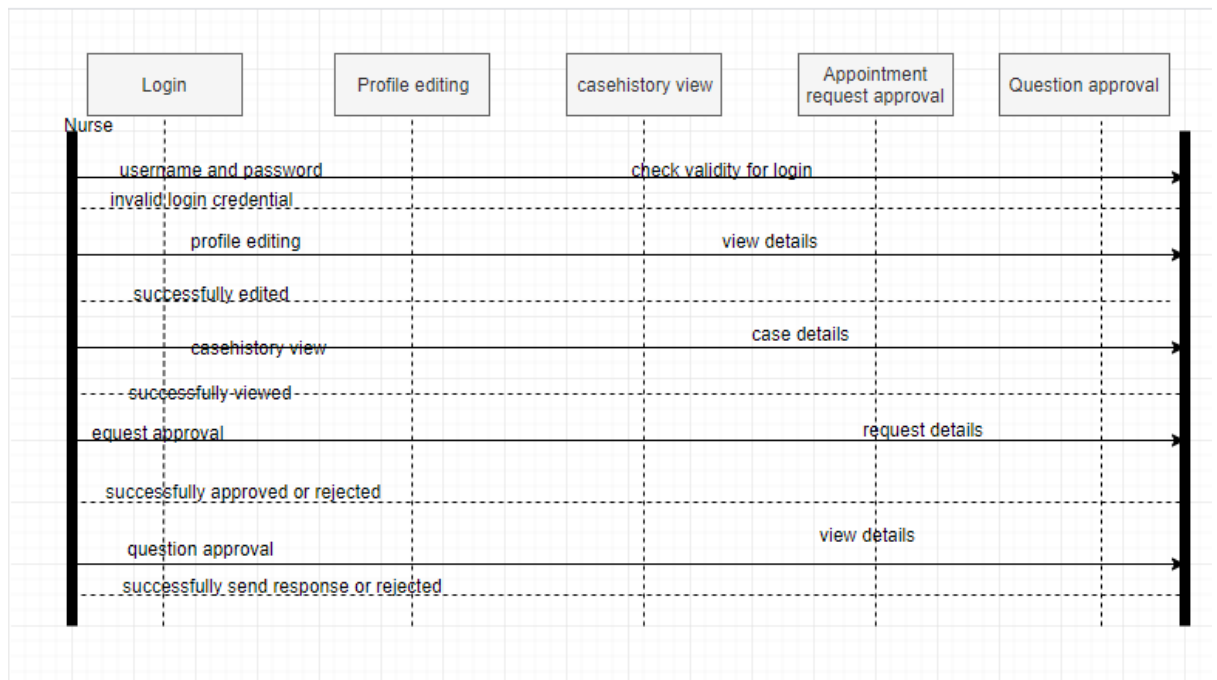 Login
Profile editing
casehistory view
Appointment
request approval
Question approval
Nurse
username and password
check validity for login
invalid login credential
profile editing
view details
successfully edited
case details
casehistory view
successfully viewed
equest approval
request details
successfully approved or rejected
view details
question approval
successfully send response or rejected